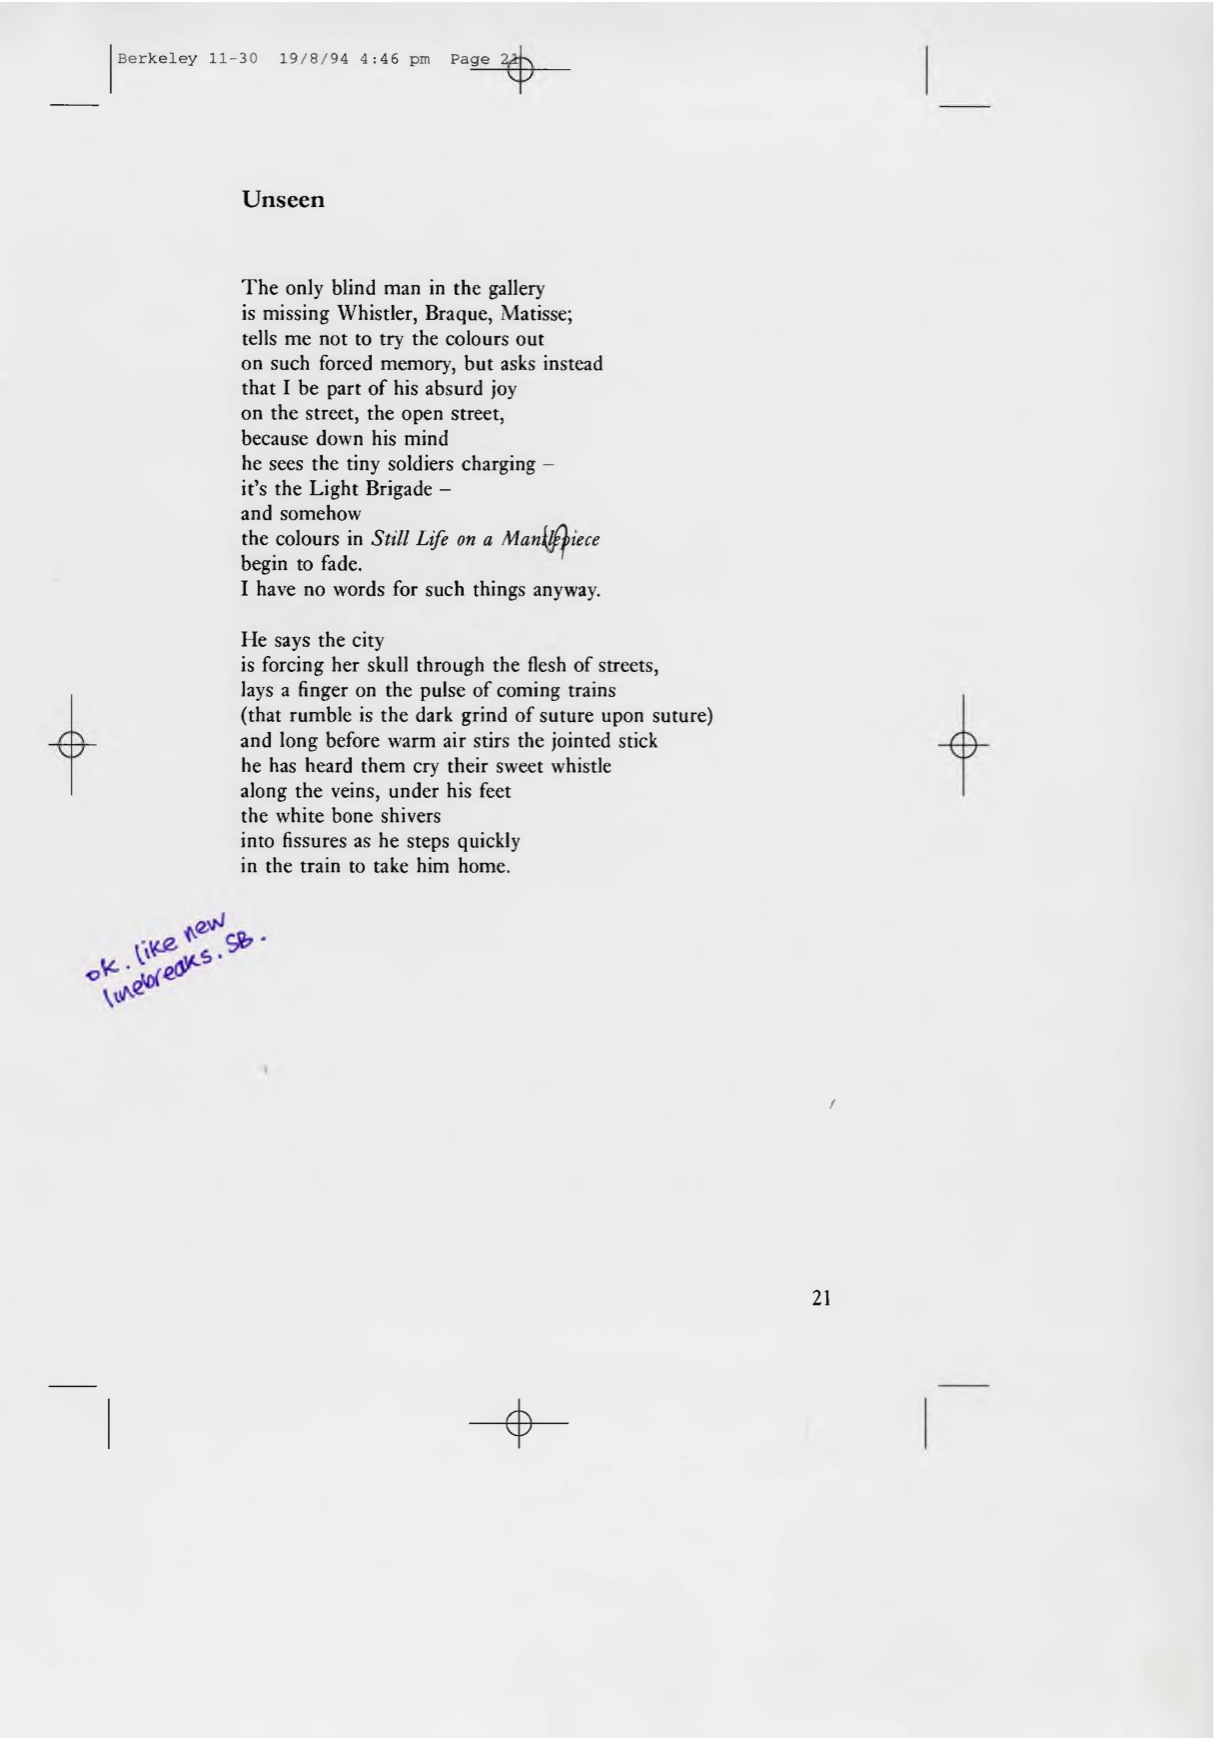 Berkeley 11-30 19/8/94 4:46 pm Page 21
Unseen
The only blind man in the gallery
is missing Whistler, Braque, Matisse;
tells me not to try the colours out
on such forced memory, but asks instead
that I be part of his absurd joy
on the street, the open street,
because down his mind
he sees the tiny soldiers charging –
it's the Light Brigade –
and somehow
the colours in Still Life on a Mantlepiece
begin to fade.
I have no words for such things anyway.
He says the city
is forcing her skull through the flesh of streets,
lays a finger on the pulse of coming trains
(that rumble is the dark grind of suture upon suture)
and long before warm air stirs the jointed stick
he has heard them cry their sweet whistle
along the veins, under his feet
the white bone shivers
into fissures as he steps quickly
in the train to take him home.
ok. like new
linebreaks. SB.
21